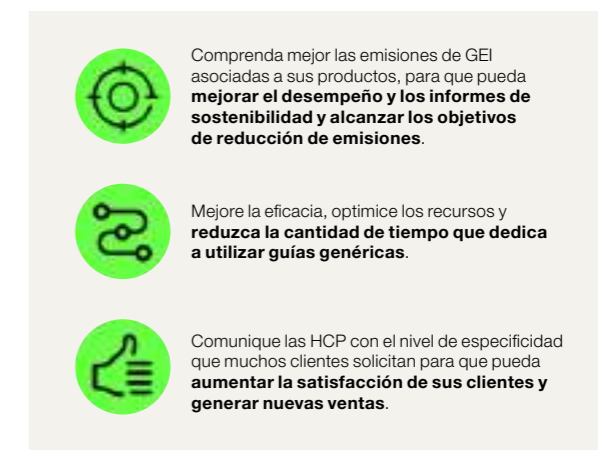 Comprenda mejor las emisiones de GEI
asociadas a sus productos, para que pueda
mejorar el desempeño y los informes de
sostenibilidad y alcanzar los objetivos
de reducción de emisiones.
Mejore la eficacia, optimice los recursos y
reduzca la cantidad de tiempo que dedica
a utilizar guías genéricas.
Comunique las HCP con el nivel de especificidad
que muchos clientes solicitan para que pueda
aumentar la satisfacción de sus clientes y
generar nuevas ventas.